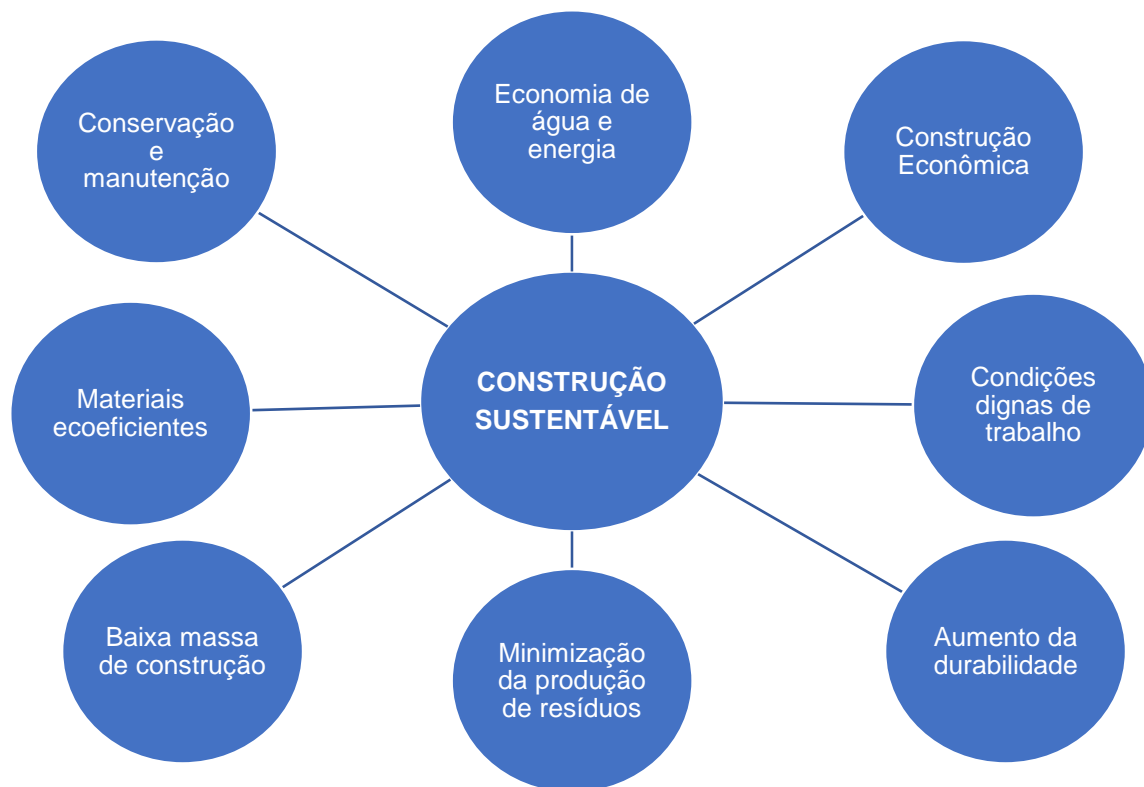 Conservação
e
manutenção
Economia de
água e
energia
Construção
Econômica
Materiais
ecoeficientes
CONSTRUÇÃO
SUSTENTÁVEL
Condições
dignas de
trabalho
Baixa massa
de construção
Minimização
da produção
de resíduos
Aumento da
durabilidade